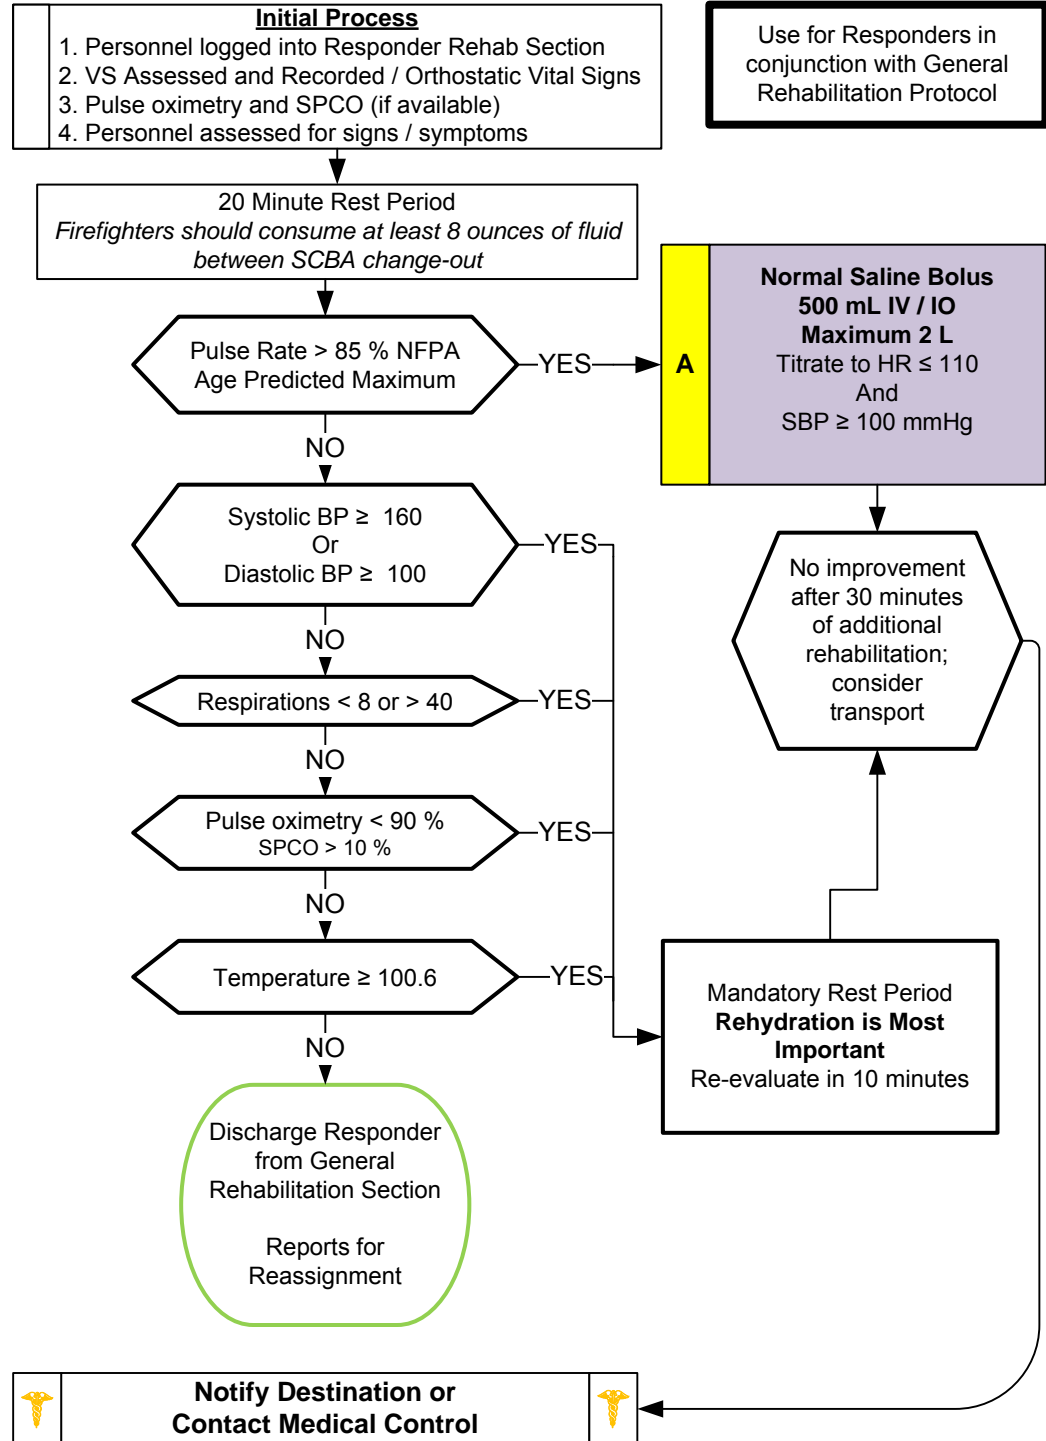 Initial Process
1. Personnel logged into Responder Rehab Section
2. VS Assessed and Recorded / Orthostatic Vital Signs
3. Pulse oximetry and SPCO (if available)
4. Personnel assessed for signs / symptoms
Use for Responders in
conjunction with General
Rehabilitation Protocol
20 Minute Rest Period
Firefighters should consume at least 8 ounces of fluid
between SCBA change-out
Pulse Rate > 85 % NFPA
Age Predicted Maximum
YES
A
Normal Saline Bolus
500 mL IV / IO
Maximum 2 L
Titrate to HR ≤ 110
And
SBP ≥ 100 mmHg
NO
Systolic BP ≥ 160
Or
Diastolic BP ≥ 100
YES
No improvement
after 30 minutes
of additional
rehabilitation;
consider
transport
NO
Respirations < 8 or > 40
YES
NO
Pulse oximetry < 90 %
SPCO > 10 %
YES
NO
Temperature ≥ 100.6
YES
Mandatory Rest Period
Rehydration is Most
Important
Re-evaluate in 10 minutes
NO
Discharge Responder
from General
Rehabilitation Section
Reports for
Reassignment
Notify Destination or
Contact Medical Control